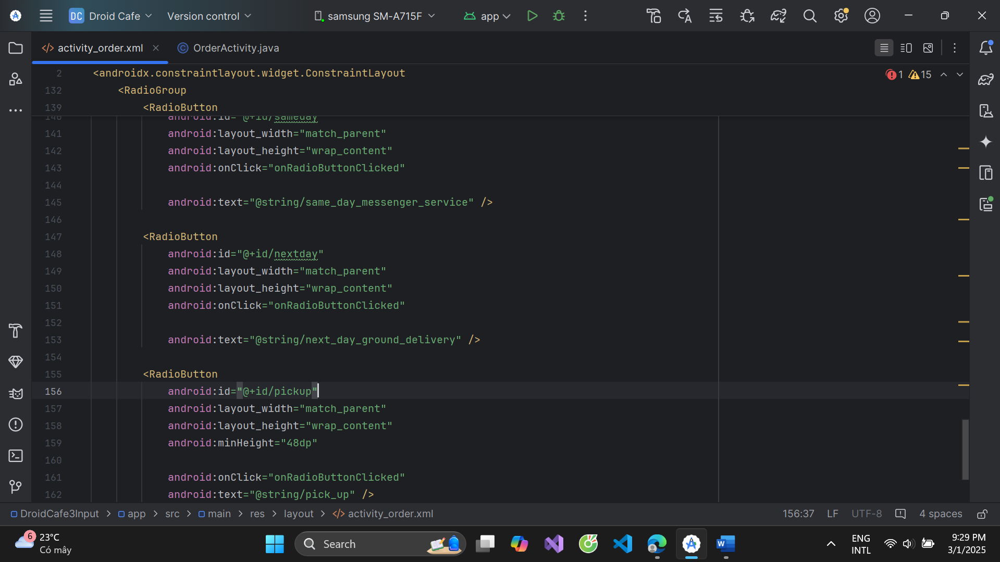 DC Droid Cafe Version control samsung SM-A715F app
activity_order.xml OrderActivity.java
2 <androidx.constraintlayout.widget.ConstraintLayout 1 15
132 <RadioGroup
139 <RadioButton
140 android:id="@+id/sameday
141 android:layout_width="match_parent"
142 android:layout_height="wrap_content"
143 android:onClick="onRadioButtonClicked"
144
145 android:text="@string/same_day_messenger_service" />
146
147 <RadioButton
148 android:id="@+id/nextday"
149 android:layout_width="match_parent"
150 android:layout_height="wrap_content"
151 android:onClick="onRadioButtonClicked"
152
153 android:text="@string/next_day_ground_delivery" />
154
155 <RadioButton
156 android:id="@+id/pickup"
157 android:layout_width="match_parent"
158 android:layout_height="wrap_content"
159 android:minHeight="48dp"
160
161 android:onClick="onRadioButtonClicked"
162 android:text="@string/pick_up" />
DroidCafe3Input > app > src > main > res > layout > </> activity_order.xml 156:37 LF UTF-8 4 spaces
6 23°C
Có mây
Search
ENG
INTL
9:29 PM
3/1/2025